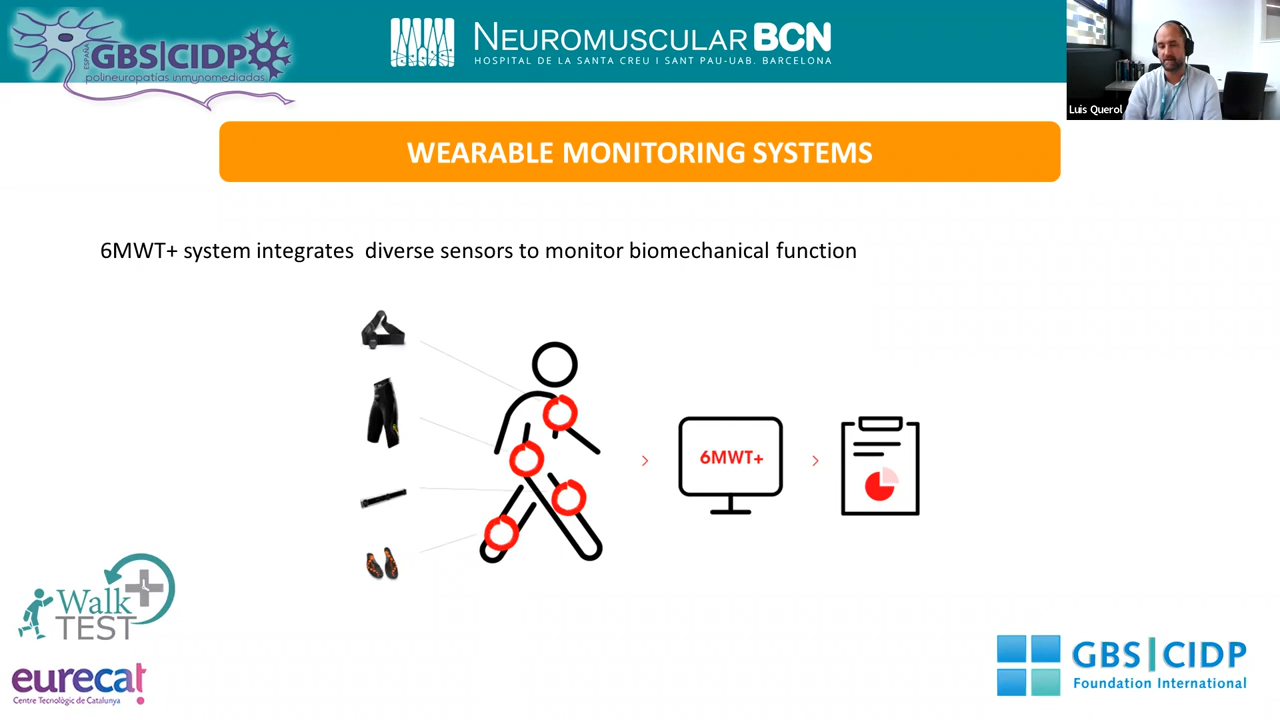 ESPAÑA
GBS|CIDP
polineuropatías inmunomediadas
NEUROMUSCULARBCN
HOSPITAL DE LA SANTA CREU I SANT PAU-UAB. BARCELONA
Luis Querol
WEARABLE MONITORING SYSTEMS
6MWT+ system integrates diverse sensors to monitor biomechanical function
6MWT+
Walk
TEST
eurecat
Centre Tecnològic de Catalunya
GBS|CIDP
Foundation International